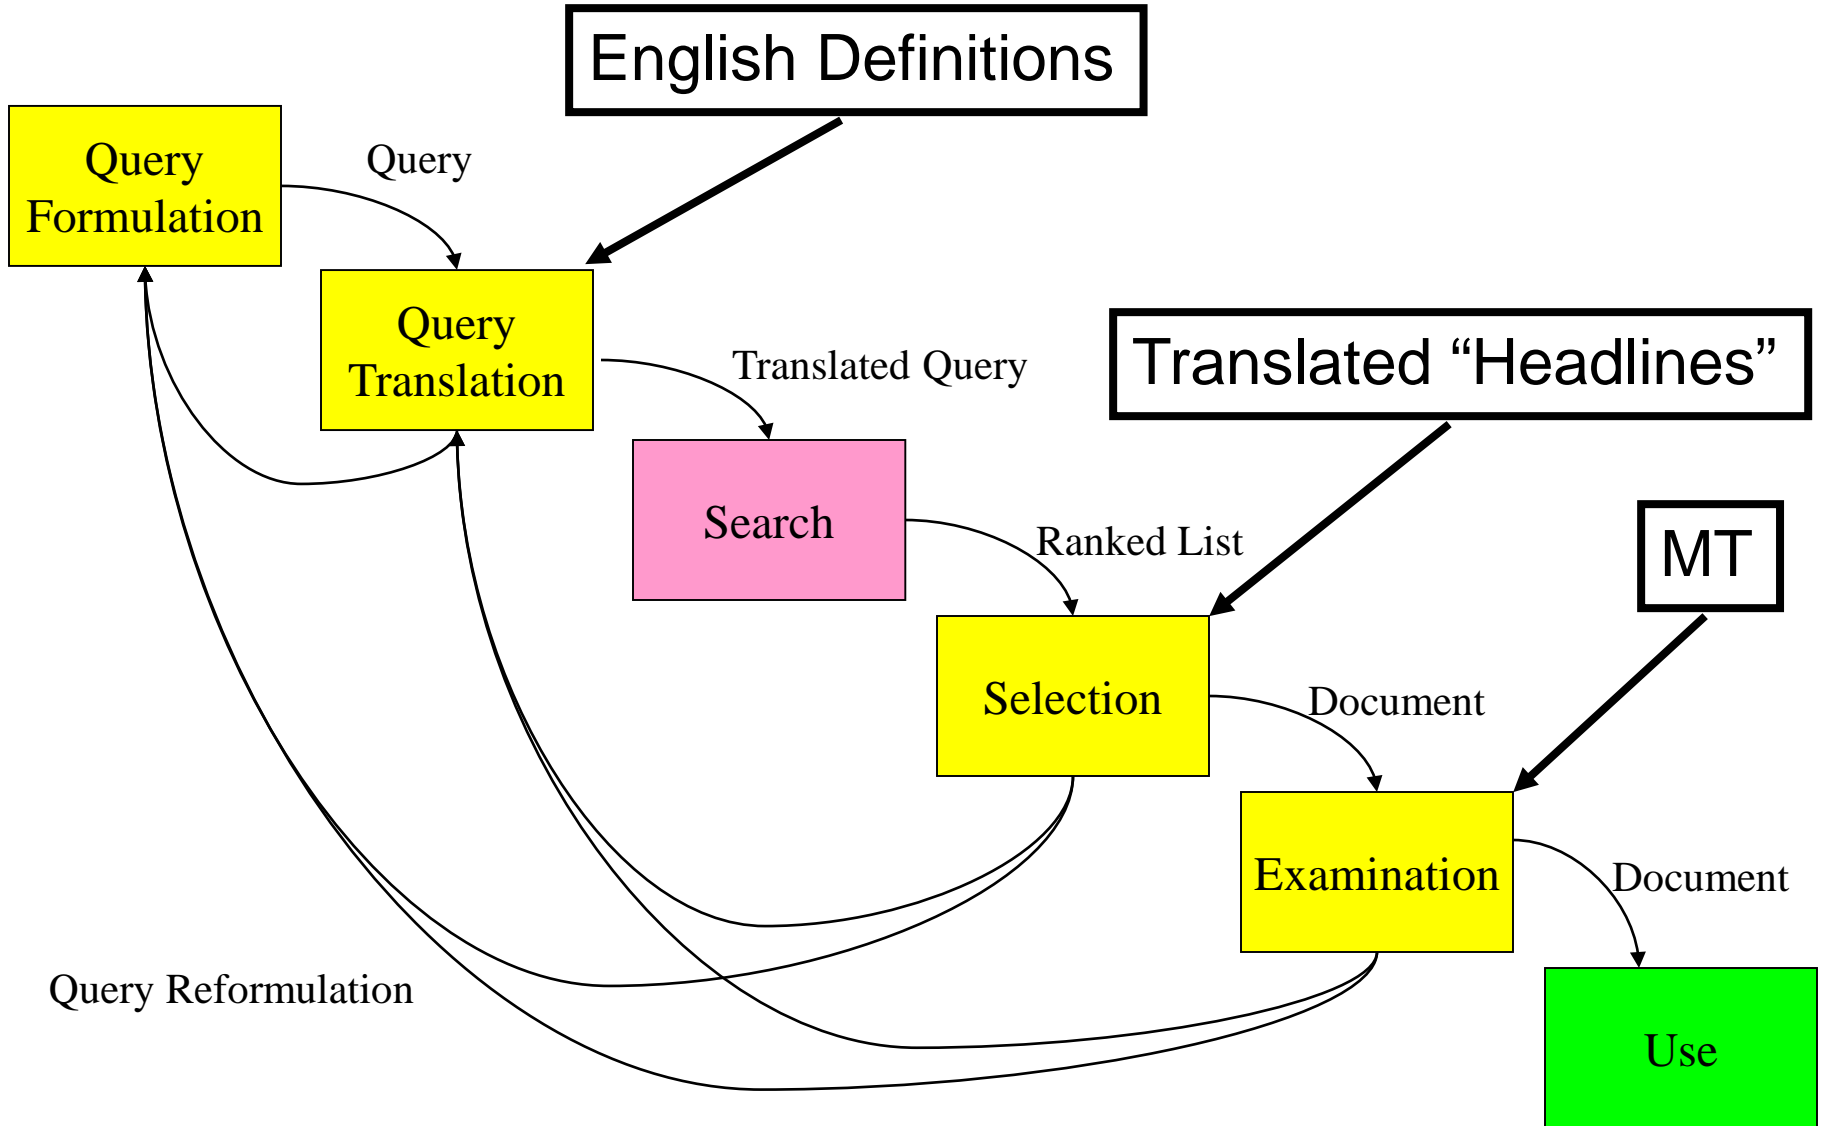 English Definitions
Query
Formulation
Query
Query
Translation
Translated Query
Translated “Headlines”
Search
Ranked List
MT
Selection
Document
Examination
Document
Query Reformulation
Use